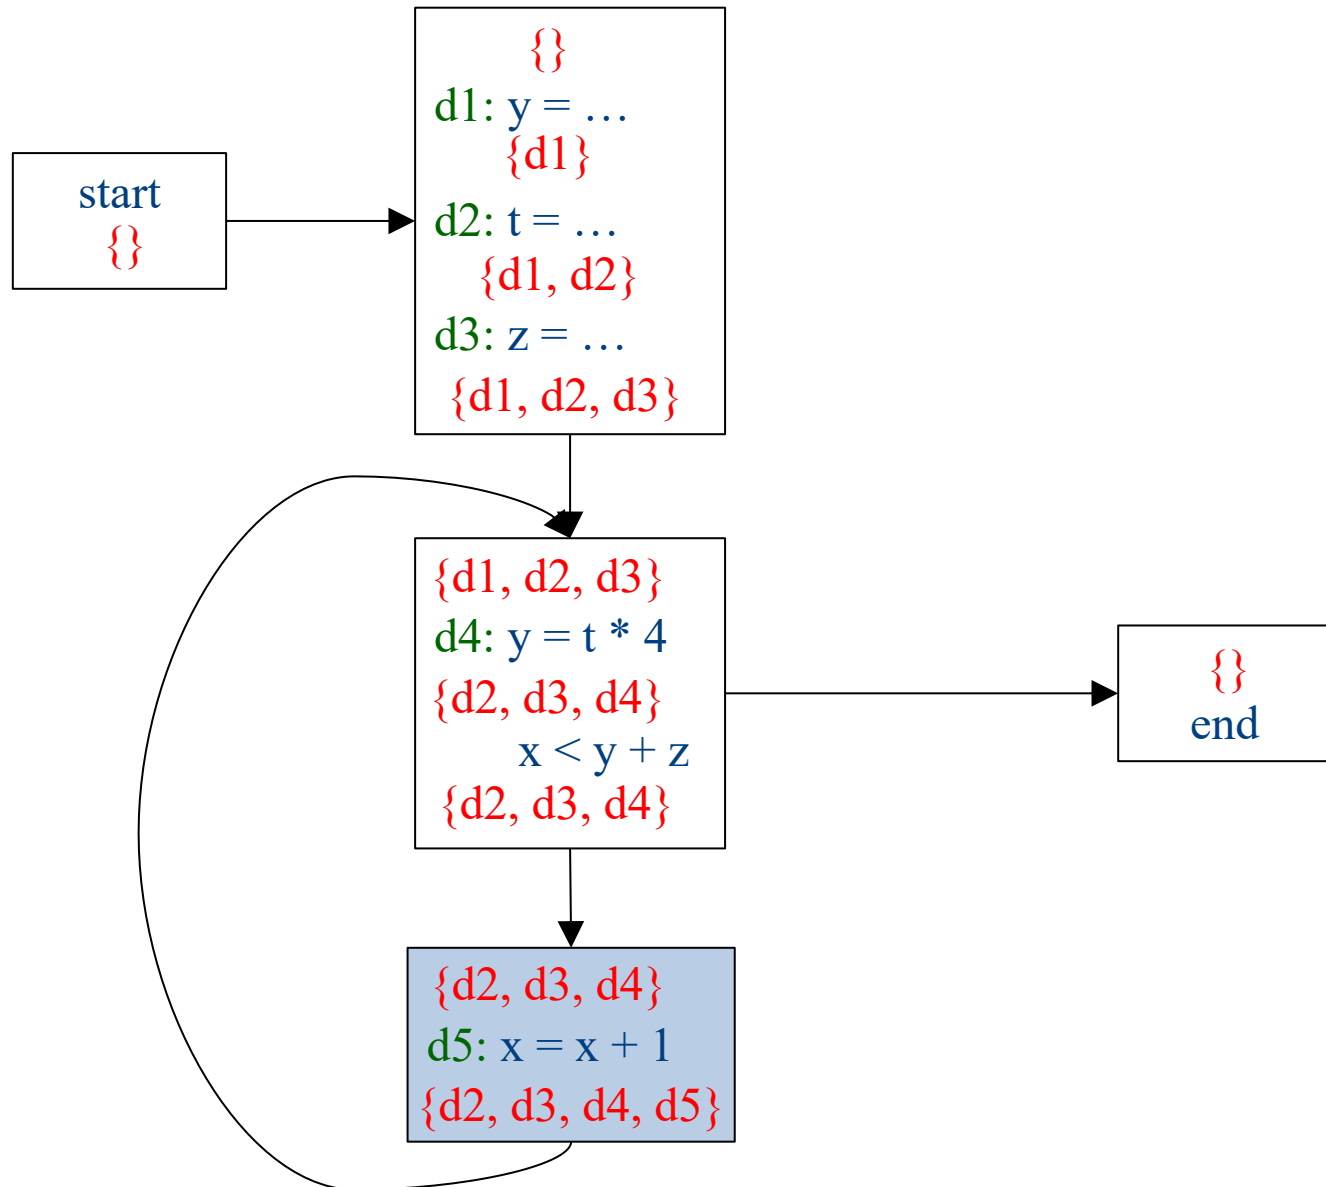 start
{}
{}
d1: y = …
{d1}
d2: t = …
{d1, d2}
d3: z = …
{d1, d2, d3}
{d1, d2, d3}
d4: y = t * 4
{d2, d3, d4}
x < y + z
{d2, d3, d4}
{}
end
{d2, d3, d4}
d5: x = x + 1
{d2, d3, d4, d5}